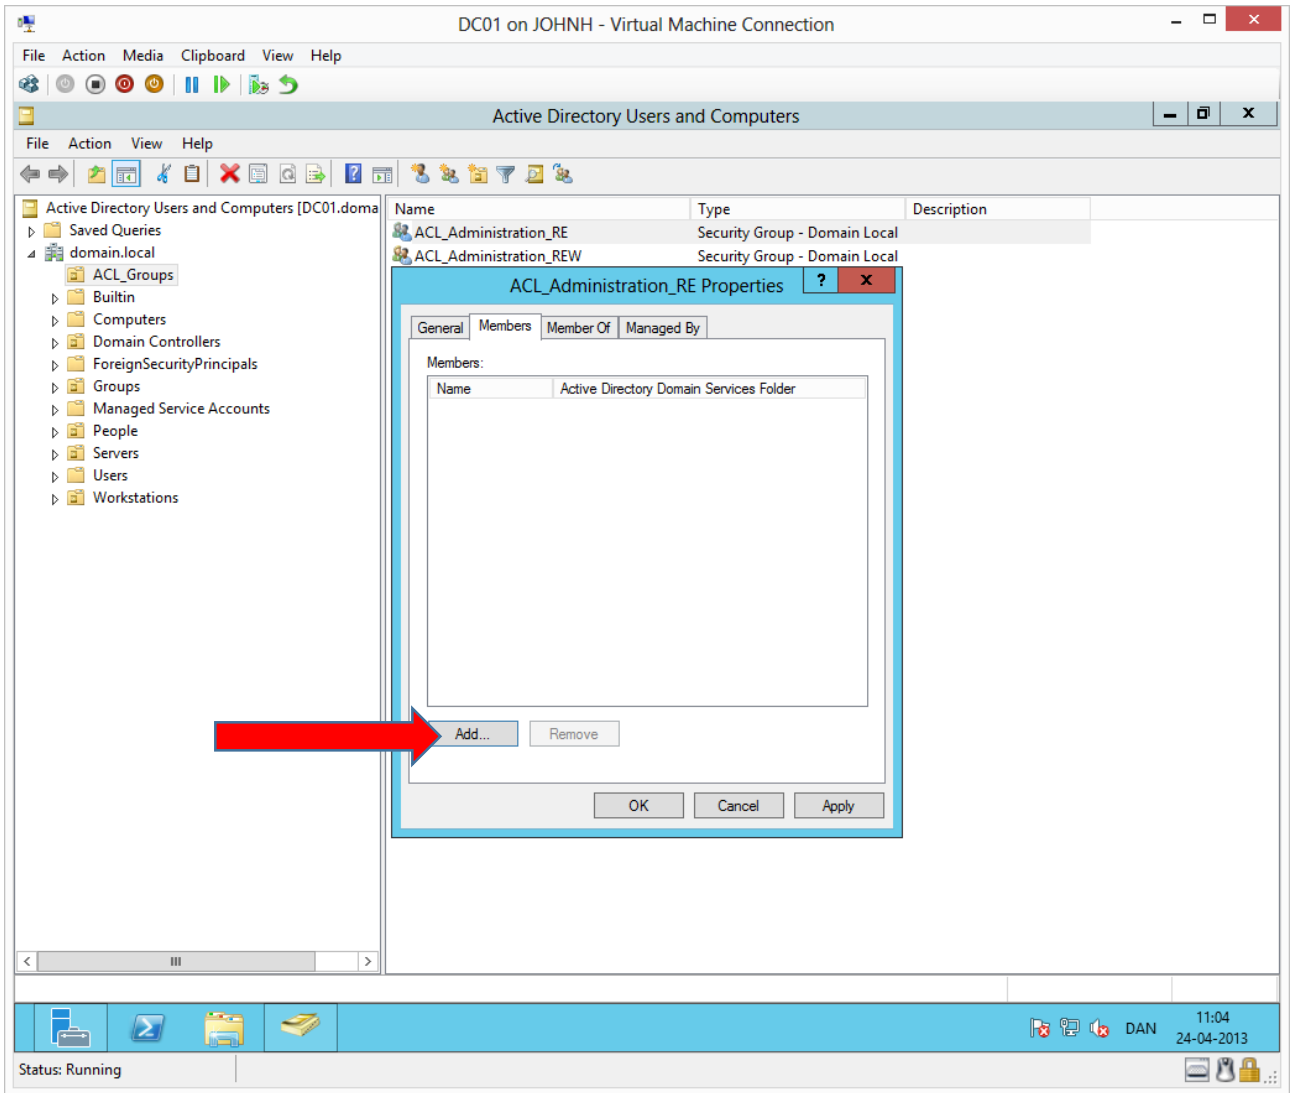 DC01 on JOHNH - Virtual Machine Connection
File Action Media Clipboard View Help
Active Directory Users and Computers
File Action View Help
Active Directory Users and Computers [DC01.doma
Saved Queries
domain.local
ACL_Groups
Builtin
Computers
Domain Controllers
ForeignSecurityPrincipals
Groups
Managed Service Accounts
People
Servers
Users
Workstations
Name Type Description
ACL_Administration_RE Security Group - Domain Local
ACL_Administration_REW Security Group - Domain Local
ACL_Administration_RE Properties
General Members Member Of Managed By
Members:
Name Active Directory Domain Services Folder
Add... Remove
OK Cancel Apply
DAN
11:04
24-04-2013
Status: Running